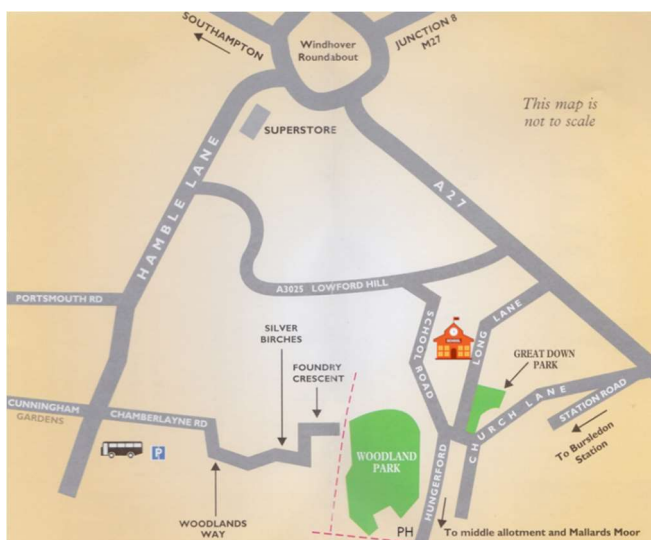 SOUTHAMPTON
Windhover
Roundabout
JUNCTION 8
M27
This map is
not to scale
SUPERSTORE
HAMBLE LANE
A27
A3025 LOWFORD HILL
PORTSMOUTH RD
SILVER
BIRCHES
SCHOOL ROAD
LONG LANE
FOUNDRY
CRESCENT
GREAT DOWN
PARK
CUNNINGHAM
GARDENS
CHAMBERLAYNE RD
CHURCH LANE
STATION ROAD
To Bursledon
Station
P
WOODLAND
PARK
HUNGERFORD
WOODLANDS
WAY
PH
To middle allotment and Mallards Moor